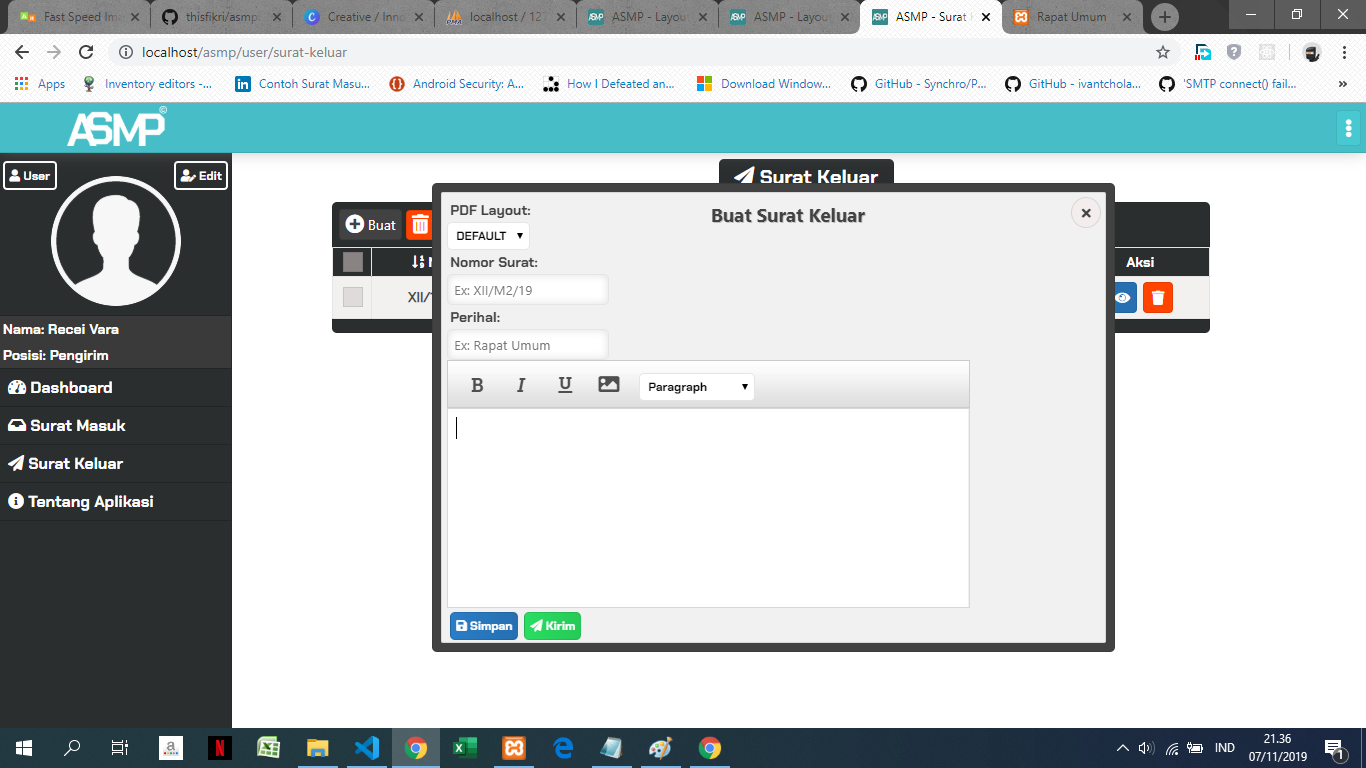 Fast Speed Ima
thisfikri/asmp
Creative / Inno
localhost / 127
ASMP - Layou
ASMP - Layou
ASMP - Surat K
Rapat Umum
localhost/asmp/user/surat-keluar
Apps
Inventory editors -...
Contoh Surat Masu...
Android Security: A...
How I Defeated an...
Download Window...
GitHub - Synchro/P...
GitHub - ivantchola...
'SMTP connect() fail...
»
ASMP©
User
Edit
Nama: Recei Vara
Posisi: Pengirim
Dashboard
Surat Masuk
Surat Keluar
Tentang Aplikasi
Surat Keluar
Buat
Aksi
XII/
Buat Surat Keluar
PDF Layout:
DEFAULT
Nomor Surat:
Ex: XII/M2/19
Perihal:
Ex: Rapat Umum
B I U Paragraph
Simpan
Kirim
IND
21.36
07/11/2019
1